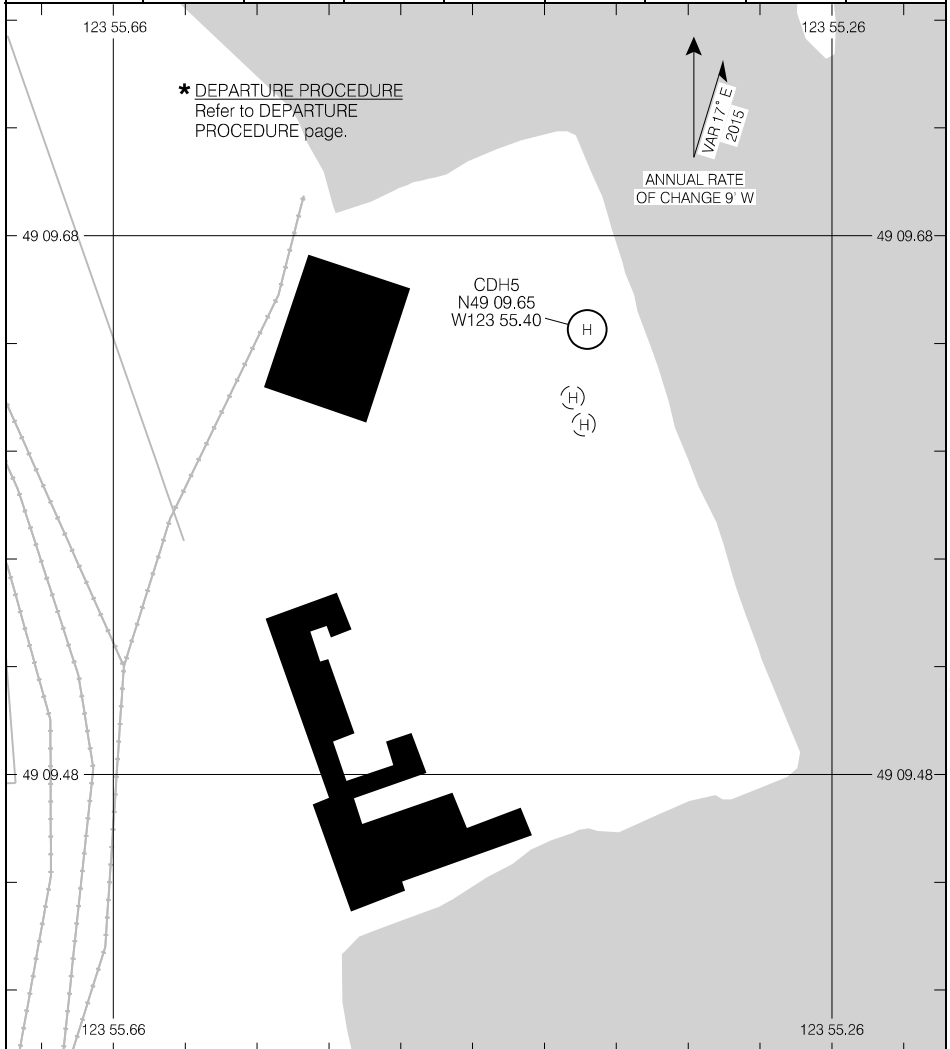 123 55.66
123 55.26
* DEPARTURE PROCEDURE
Refer to DEPARTURE
PROCEDURE page.
VAR 17° E
2015
ANNUAL RATE
OF CHANGE 9' W
49 09.68
49 09.68
CDH5
N49 09.65
W123 55.40
H
H
H
49 09.48
49 09.48
123 55.66
123 55.26